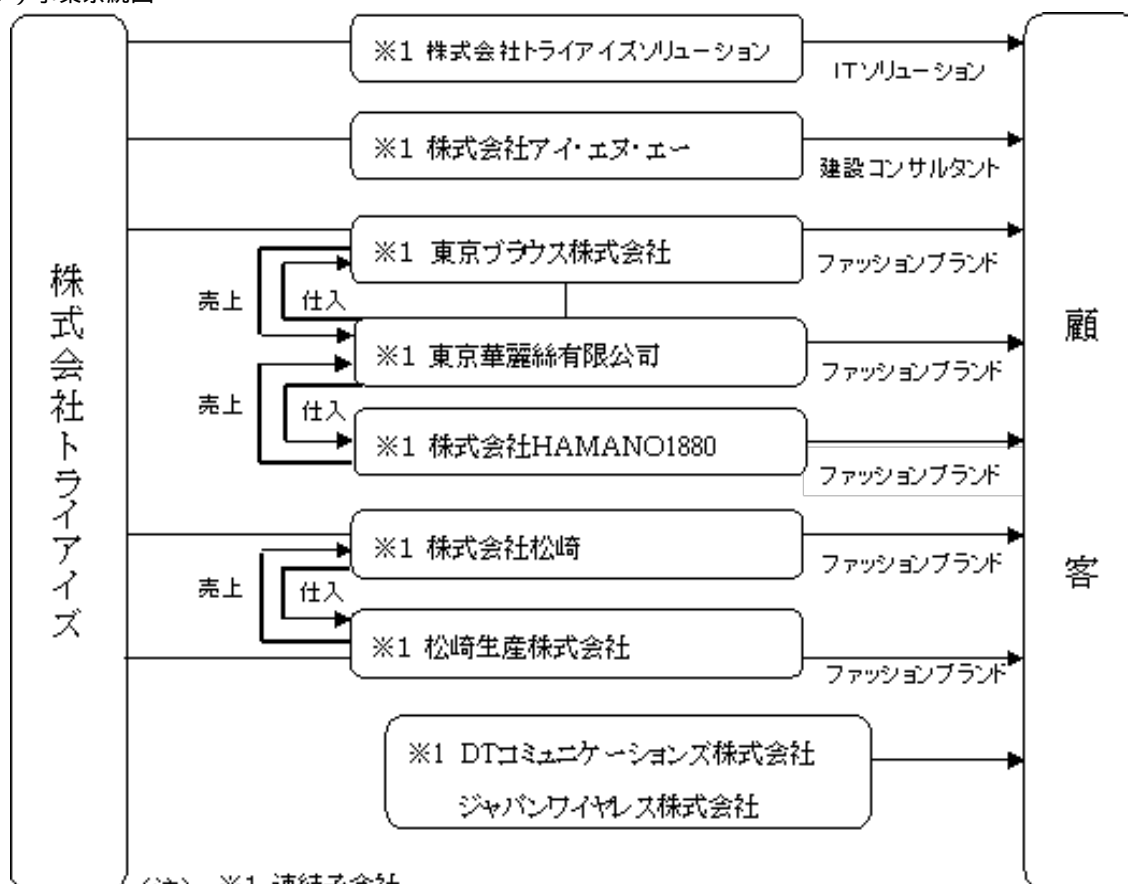 株式会社トライアイズ
※1 株式会社トライアイズソリューション
ITソリューション
※1 株式会社アイ・エヌ・エー
建設コンサルタント
※1 東京ブラウス株式会社
ファッションブランド
売上
仕入
※1 東京華麗絲有限公司
ファッションブランド
売上
仕入
※1 株式会社HAMANO1880
ファッションブランド
※1 株式会社松崎
ファッションブランド
売上
仕入
※1 松崎生産株式会社
ファッションブランド
※1 DTコミュニケーションズ株式会社
ジャパンワイヤレス株式会社
顧客
※1 連結子会社